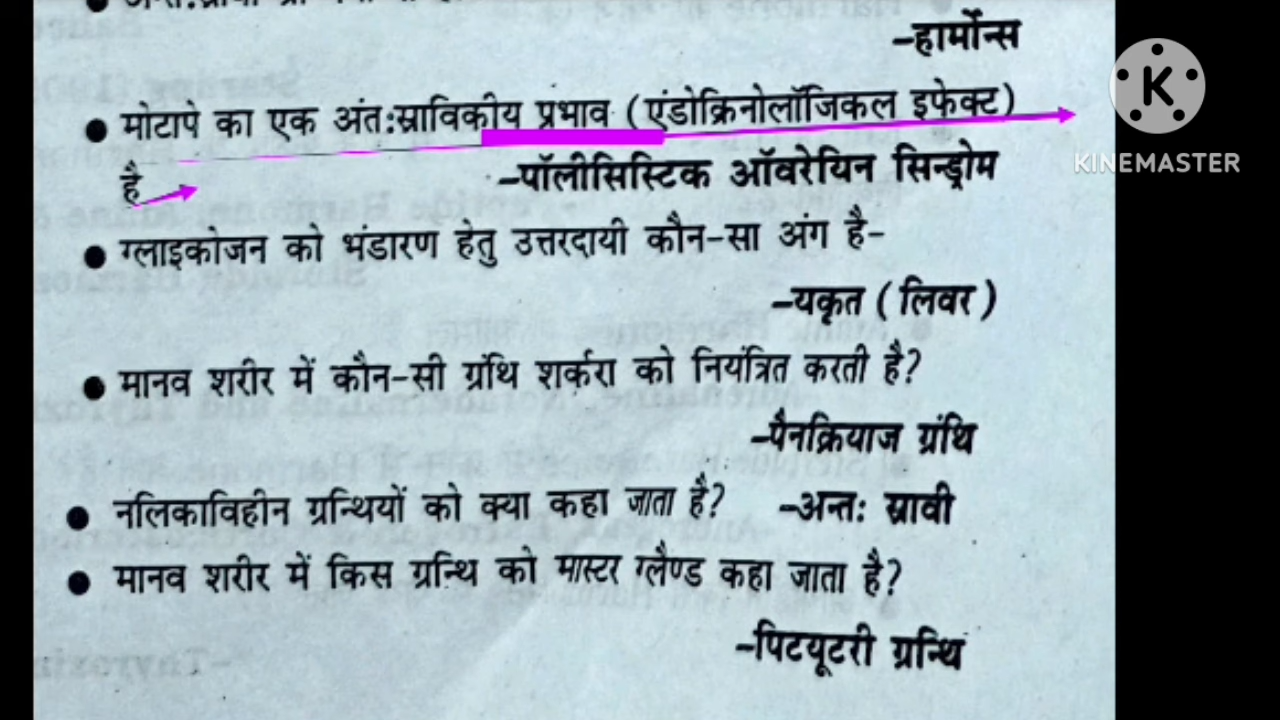 -हार्मोन्स
● मोटापे का एक अंत:स्राविकीय प्रभाव (एंडोक्रिनोलॉजिकल इफेक्ट)
K
KINEMASTER
है -पॉलीसिस्टिक ऑवरेयिन सिन्ड्रोम
● ग्लाइकोजन को भंडारण हेतु उत्तरदायी कौन-सा अंग है-
-यकृत (लिवर)
● मानव शरीर में कौन-सी ग्रंथि शर्करा को नियंत्रित करती है?
-पैनक्रियाज ग्रंथि
● नलिकाविहीन ग्रन्थियों को क्या कहा जाता है? -अन्त: स्रावी
● मानव शरीर में किस ग्रन्थि को मास्टर ग्लैण्ड कहा जाता है?
-पिटयूटरी ग्रन्थि